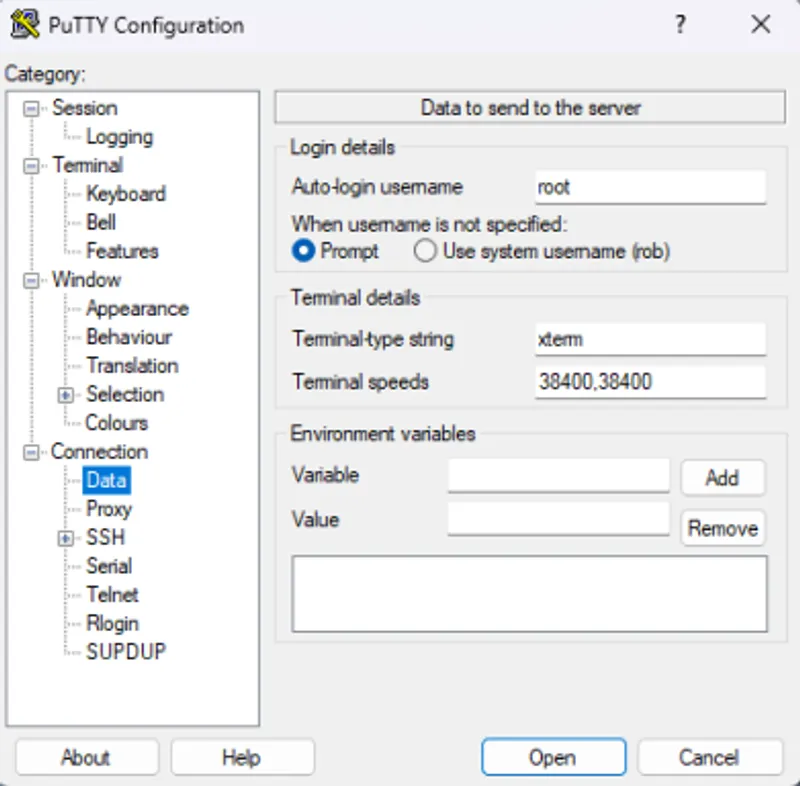 PuTTY Configuration
?
Category:
Session
Logging
Terminal
Keyboard
Bell
Features
Window
Appearance
Behaviour
Translation
Selection
Colours
Connection
Data
Proxy
SSH
Serial
Telnet
Rlogin
SUPDUP
Data to send to the server
Login details
Auto-login username root
When username is not specified:
Prompt Use system username (rob)
Terminal details
Terminal-type string xterm
Terminal speeds 38400,38400
Environment variables
Variable Add
Value Remove
About Help Open Cancel